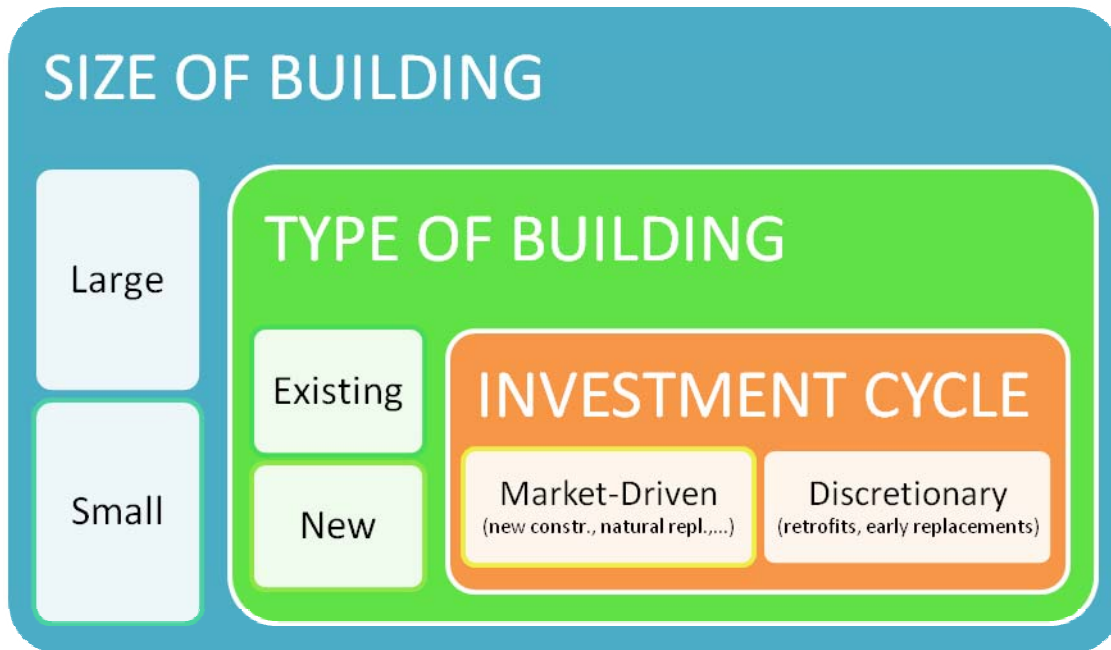 SIZE OF BUILDING
Large
Small
TYPE OF BUILDING
Existing
New
INVESTMENT CYCLE
Market-Driven
(new constr., natural repl.,...)
Discretionary
(retrofits, early replacements)